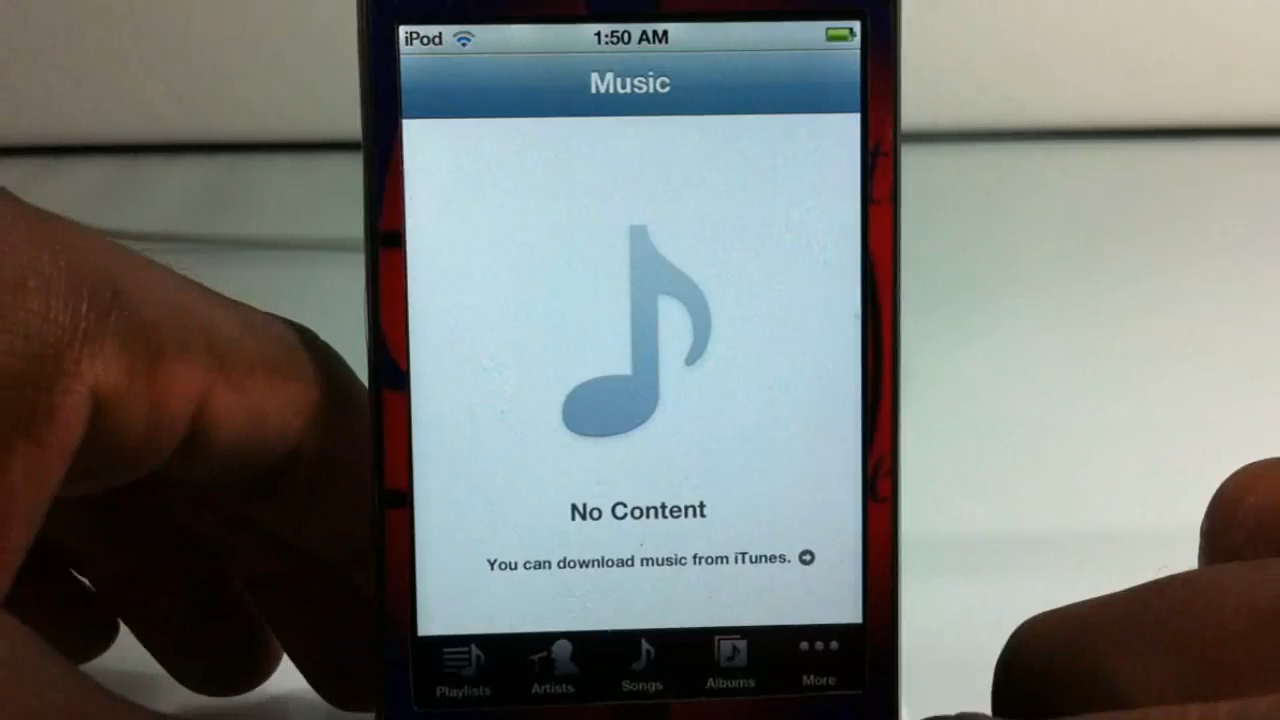 iPod 1:50 AM
Music
No Content
You can download music from iTunes.
Playlists Artists Songs Albums More